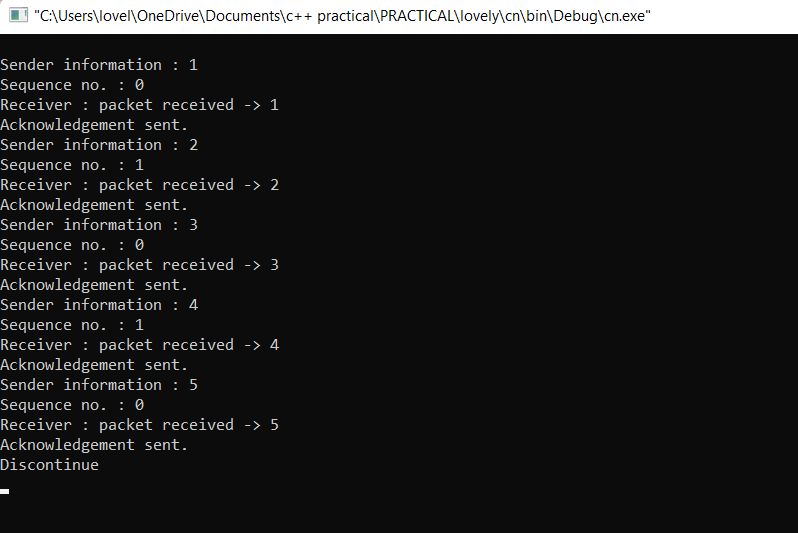 "C:\Users\lovel\OneDrive\Documents\c++ practical\PRACTICAL\lovely\cn\bin\Debug\cn.exe"
Sender information : 1
Sequence no. : 0
Receiver : packet received -> 1
Acknowledgement sent.
Sender information : 2
Sequence no. : 1
Receiver : packet received -> 2
Acknowledgement sent.
Sender information : 3
Sequence no. : 0
Receiver : packet received -> 3
Acknowledgement sent.
Sender information : 4
Sequence no. : 1
Receiver : packet received -> 4
Acknowledgement sent.
Sender information : 5
Sequence no. : 0
Receiver : packet received -> 5
Acknowledgement sent.
Discontinue